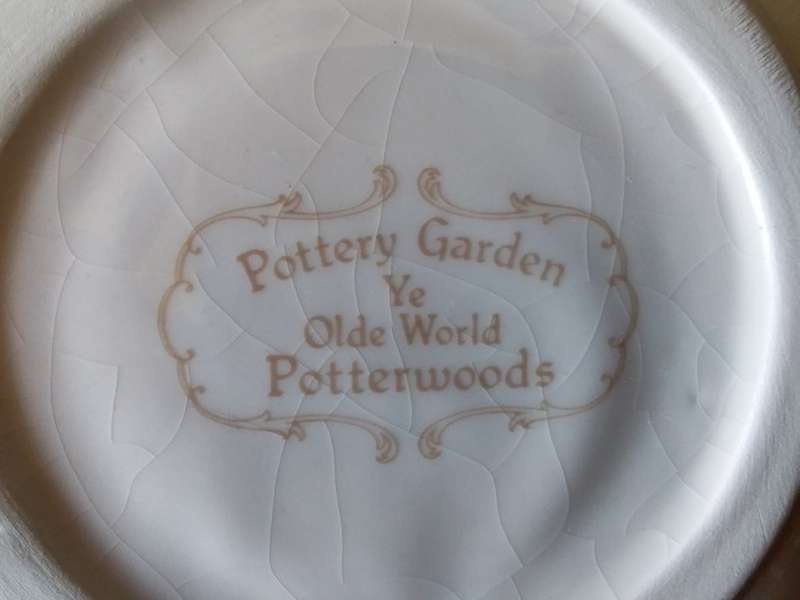 Pottery Garden
Ye
Olde World
Potterwoods